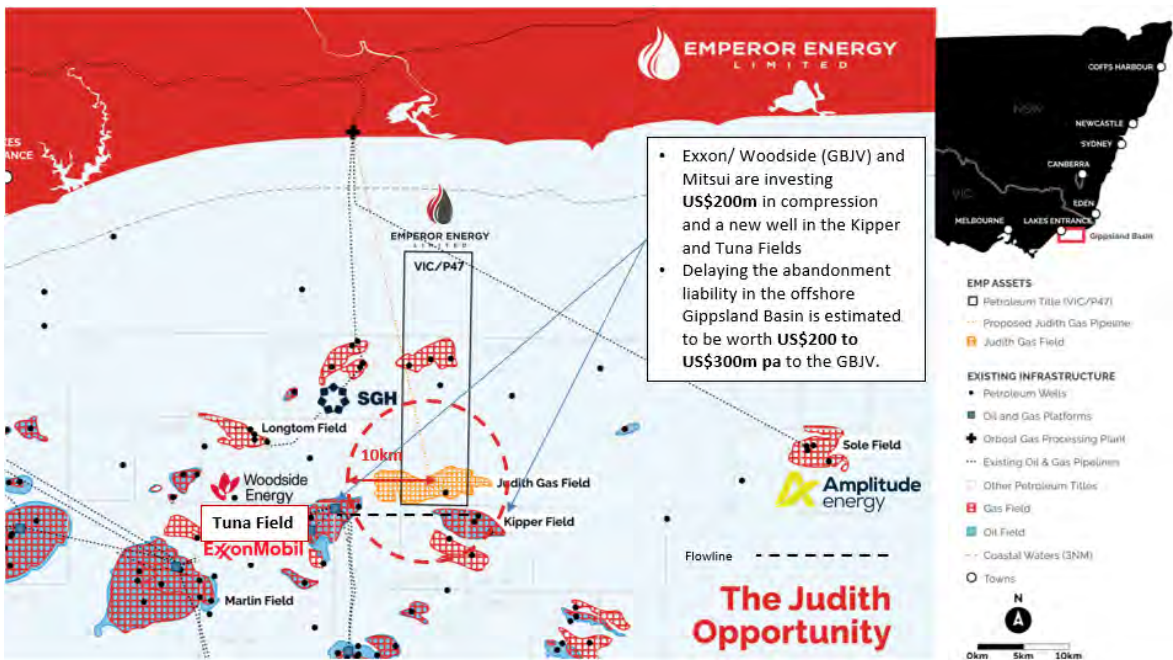 EMPEROR ENERGY
LIMITED
KES
ANCE
EMPEROR ENERGY
LIMITED
VIC/P47
• Exxon/ Woodside (GBJV) and
Mitsui are investing
US$200m in compression
and a new well in the Kipper
and Tuna Fields
• Delaying the abandonment
liability in the offshore
Gippsland Basin is estimated
to be worth US$200 to
US$300m pa to the GBJV.
SGH
Longtom Field
10km
Woodside
Energy
Judith Gas Field
Tuna Field
Kipper Field
ExxonMobil
Marlin Field
Sole Field
Amplitude
energy
Flowline
The Judith
Opportunity
COFFS HARBOUR
NSW
NEWCASTLE
SYDNEY
CANBERRA
VIC
EDEN
MELBOURNE
LAKES ENTRANCE
Gippsland Basin
EMP ASSETS
Petroleum Title (VIC/P47)
Proposed Judith Gas Pipeline
Judith Gas Field
EXISTING INFRASTRUCTURE
Petroleum Wells
Oil and Gas Platforms
Orbost Gas Processing Plant
Existing Oil & Gas Pipelines
Other Petroleum Titles
Gas Field
Oil Field
Coastal Waters (3NM)
Towns
N
0km 5km 10km